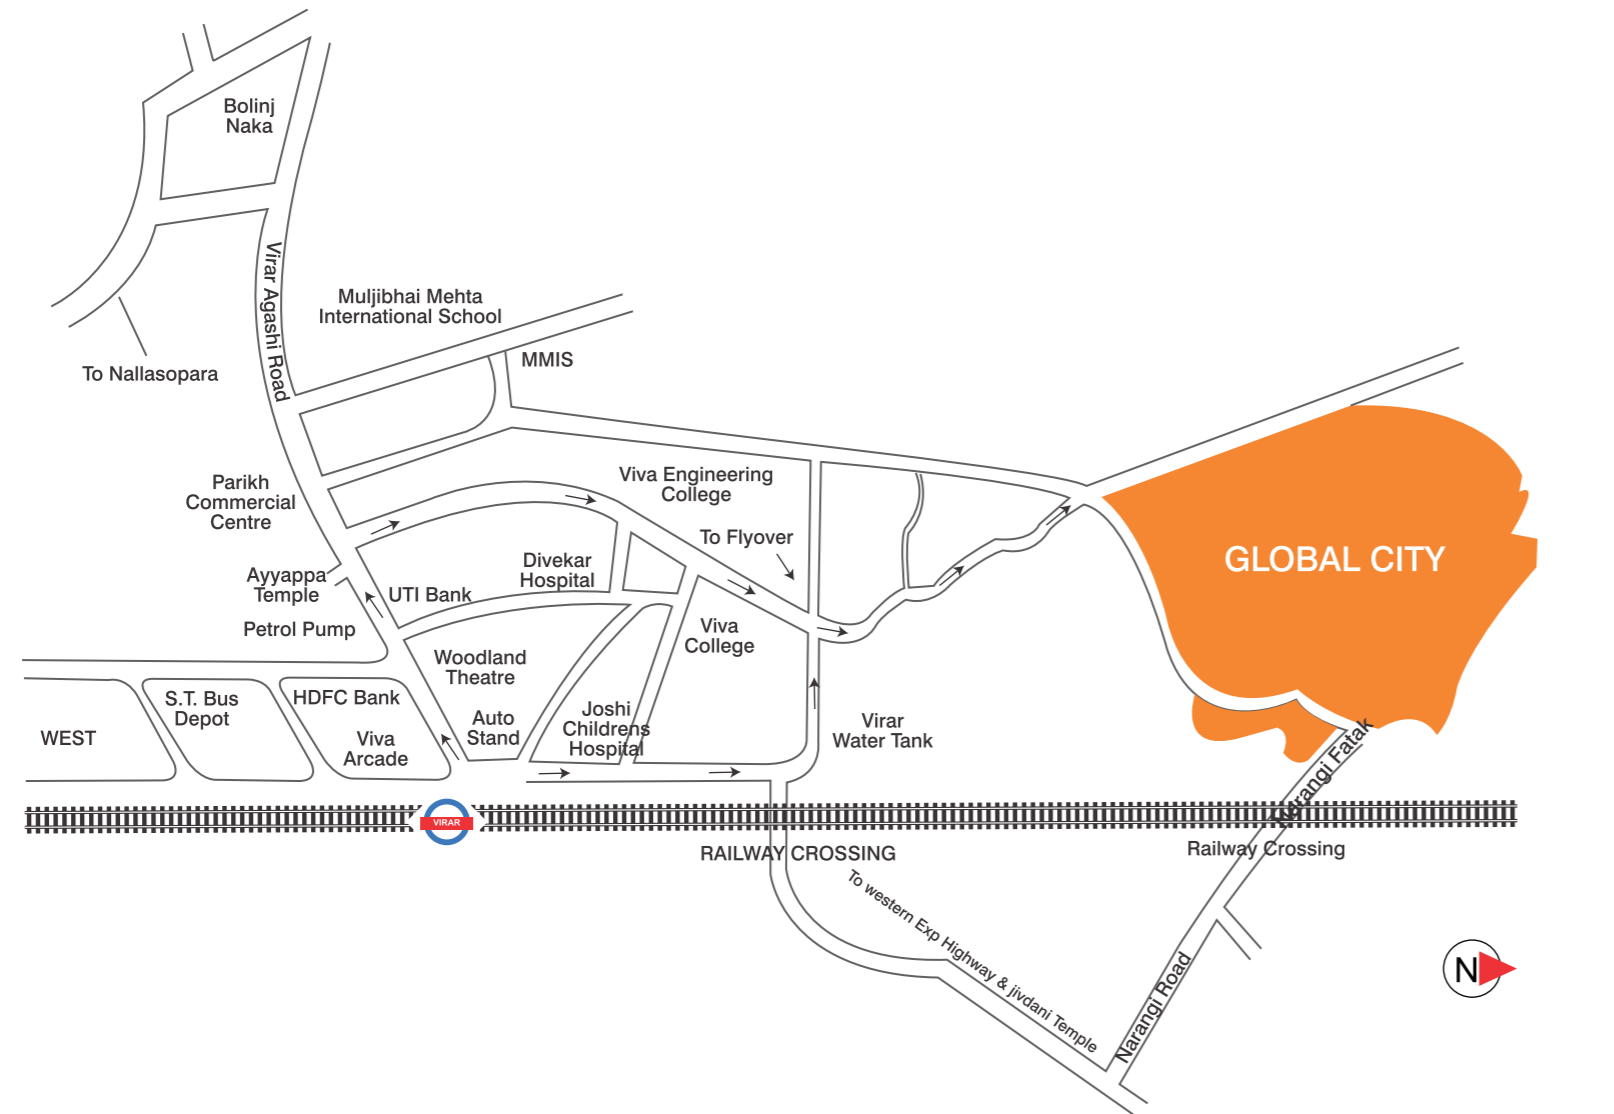 Bolinj
Naka
Virar Agashi Road
Muljibhai Mehta
International School
MMIS
To Nallasopara
Parikh
Commercial
Centre
Viva Engineering
College
To Flyover
Divekar
Hospital
GLOBAL CITY
Ayyappa
Temple
UTI Bank
Petrol Pump
Viva
College
Woodland
Theatre
S.T. Bus
Depot
HDFC Bank
Auto
Stand
Joshi
Childrens
Hospital
Virar
Water Tank
WEST
Viva
Arcade
Narangi Fatak
VIRAR
RAILWAY CROSSING
Railway Crossing
To western Exp Highway & jivdani Temple
Narangi Road
N